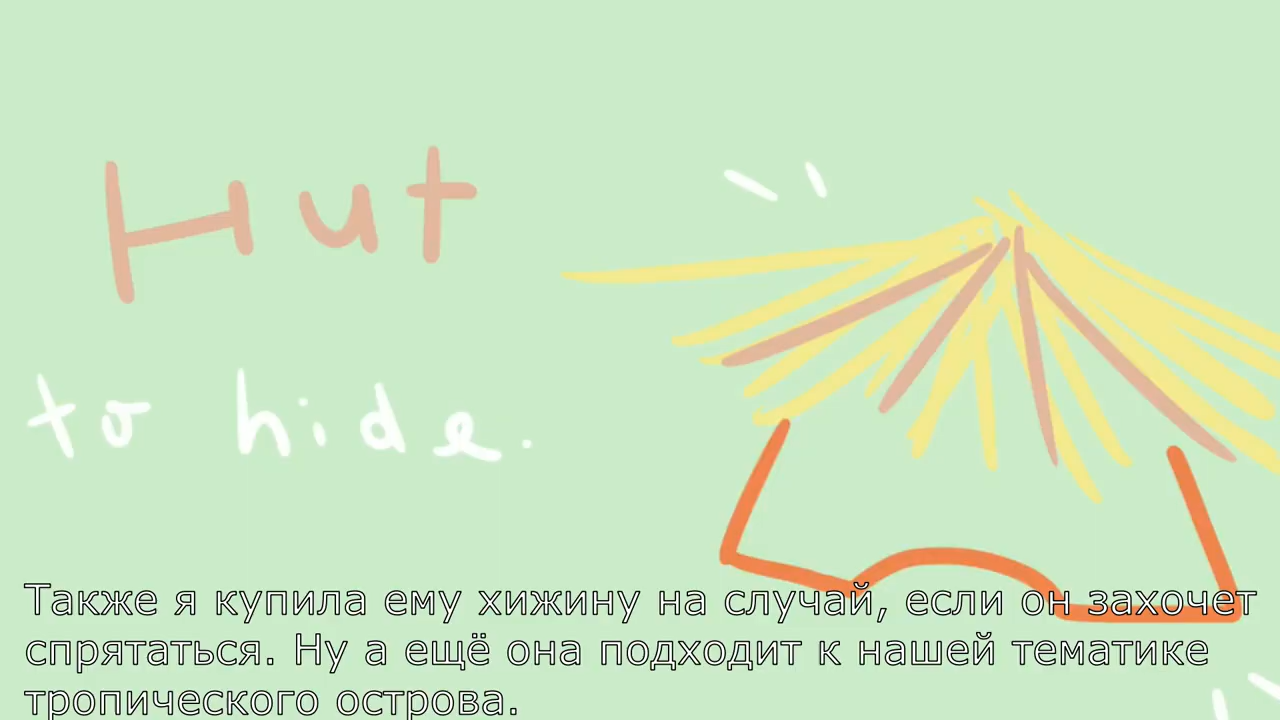 Hut
to hide.
Также я купила ему хижину на случай, если он захочет
спрятаться. Ну а ещё она подходит к нашей тематике
тропического острова.